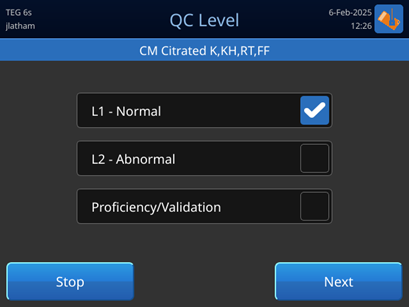 TEG 6s
QC Level
6-Feb-2025
jlatham
12:26
CM Citrated K,KH,RT,FF
L1 - Normal
L2 - Abnormal
Proficiency/Validation
Stop
Next